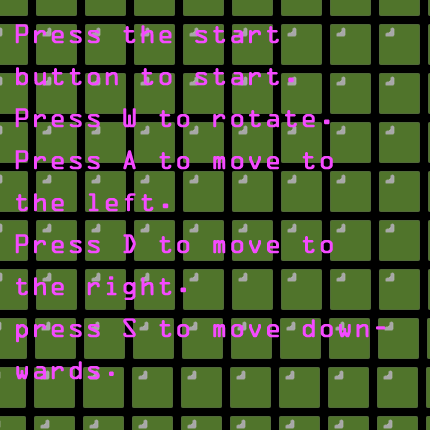 Press the start
button to start.
Press W to rotate.
Press A to move to
the left.
Press D to move to
the right.
press S to move down-
wards.